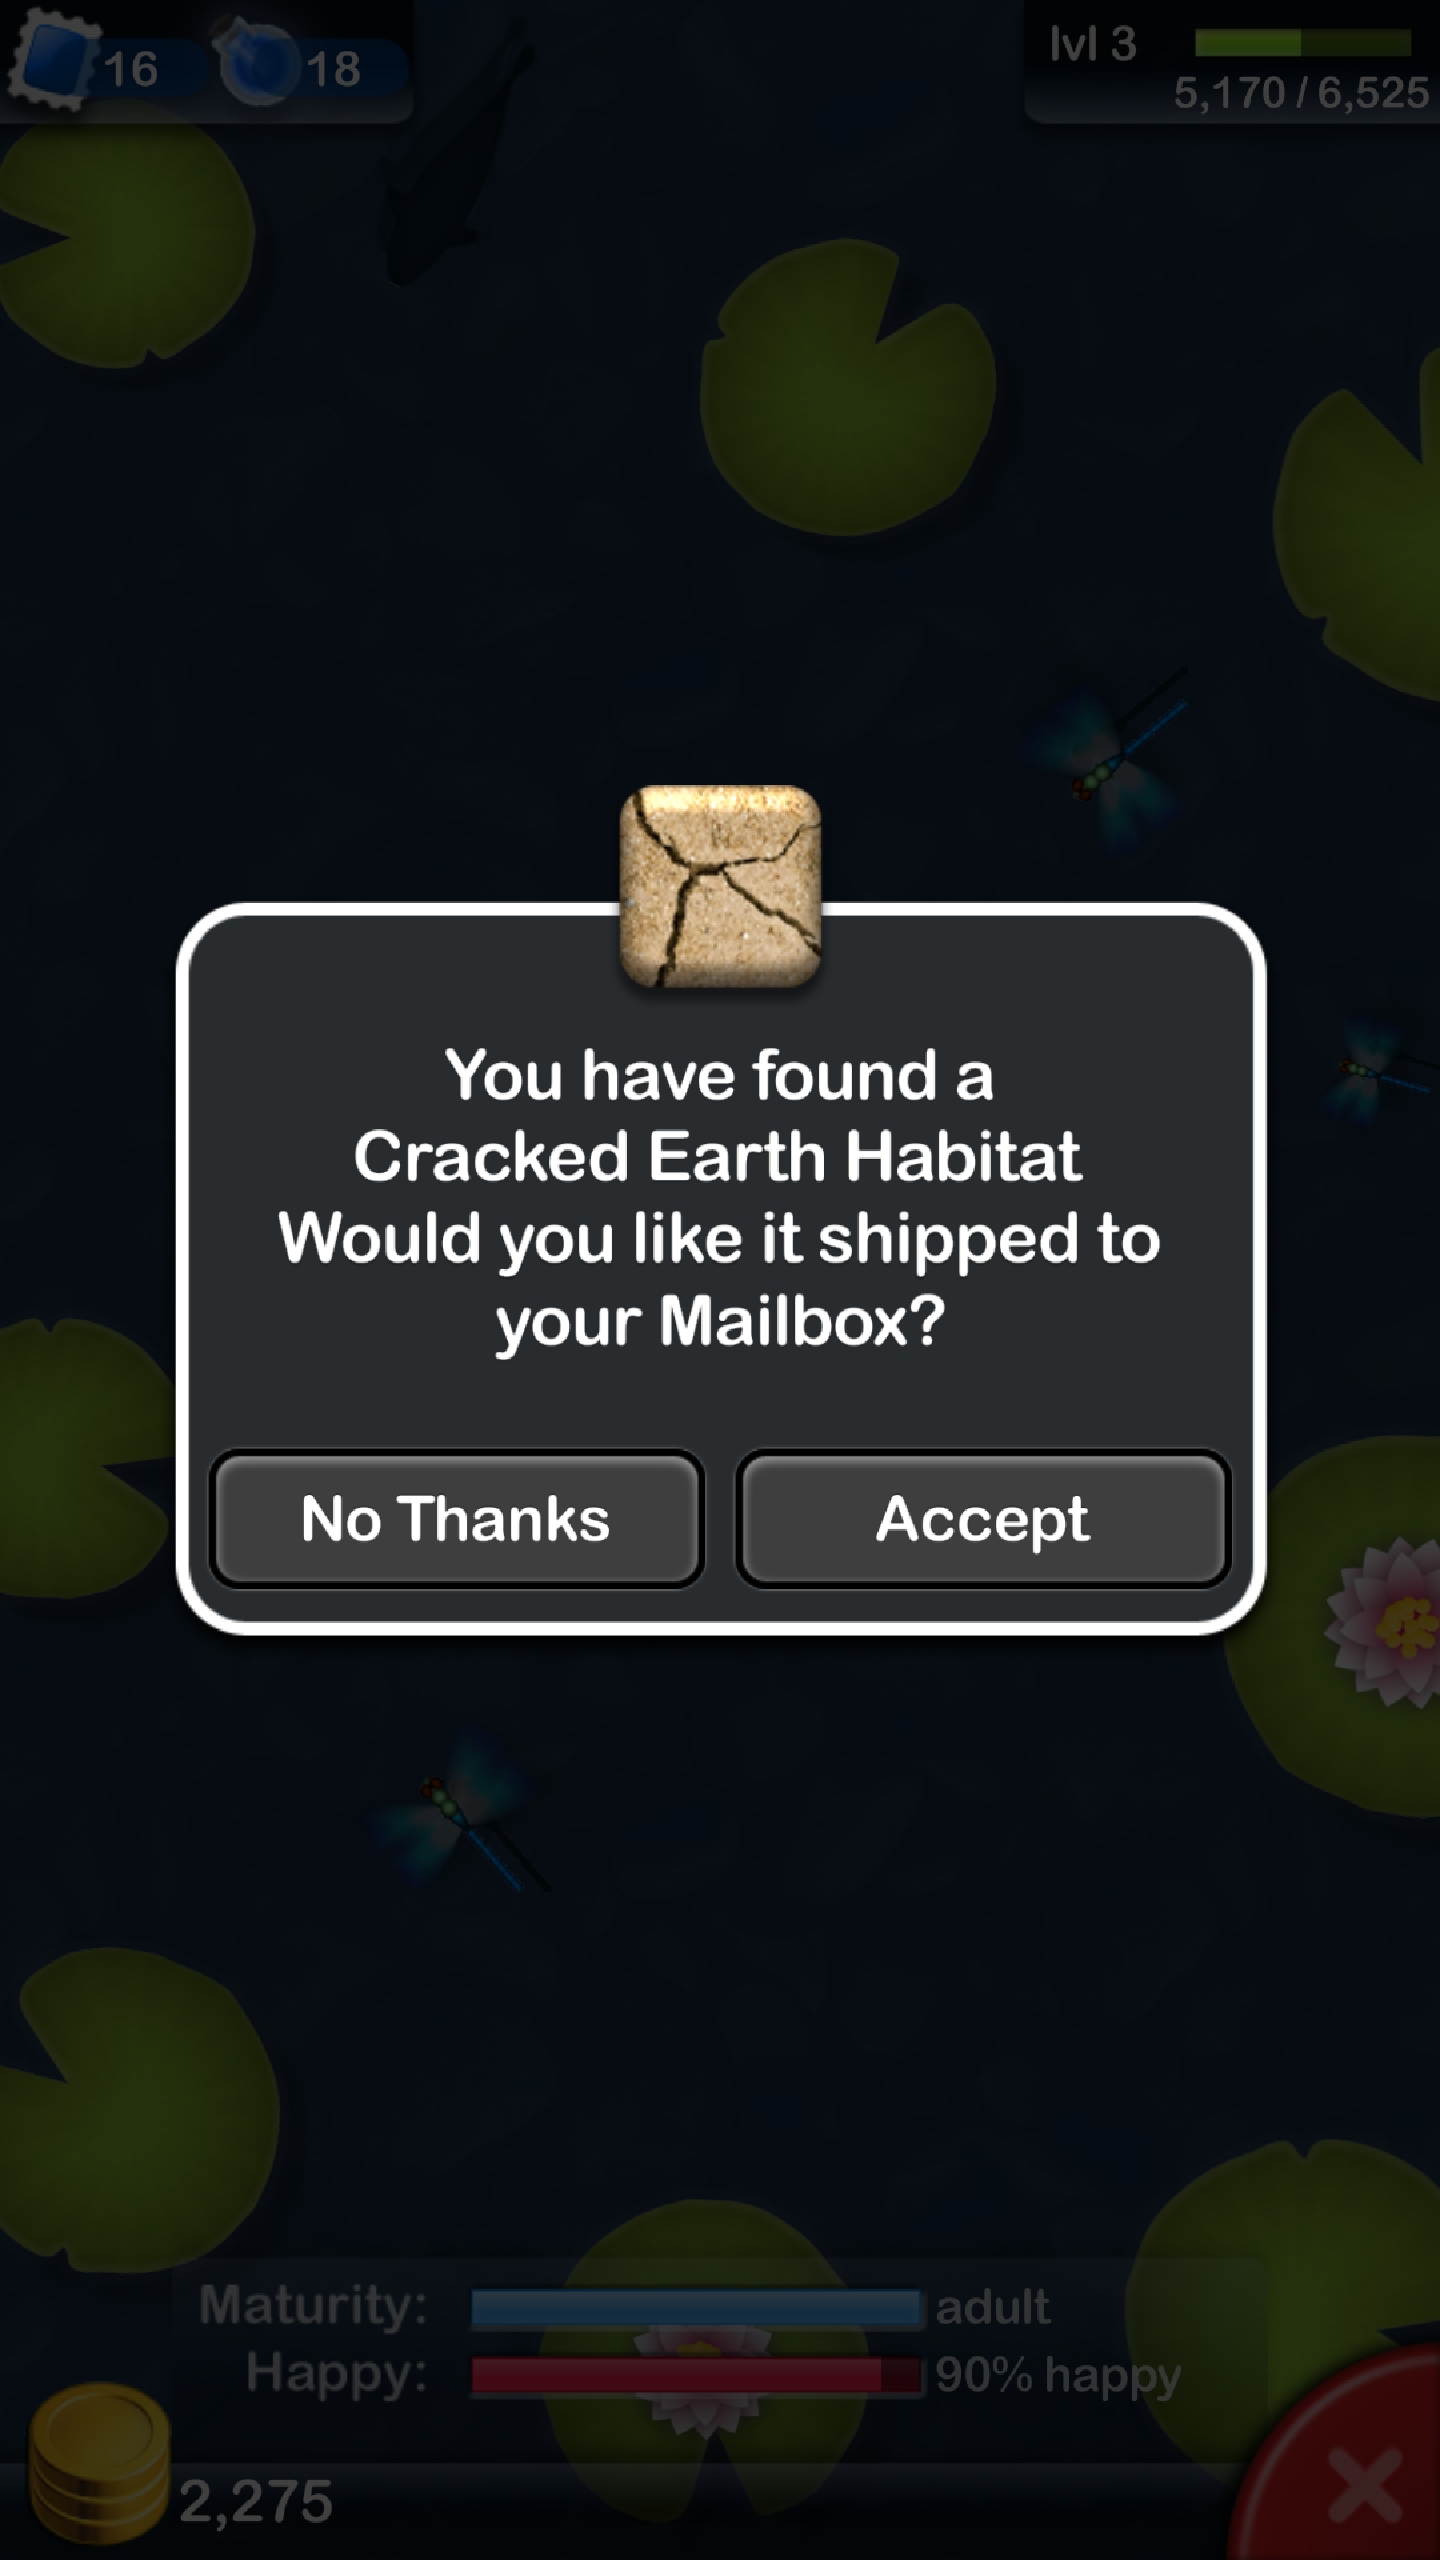 16
18
lvl 3
5,170 / 6,525
You have found a
Cracked Earth Habitat
Would you like it shipped to
your Mailbox?
No Thanks
Accept
Maturity:
adult
Happy:
90% happy
2,275